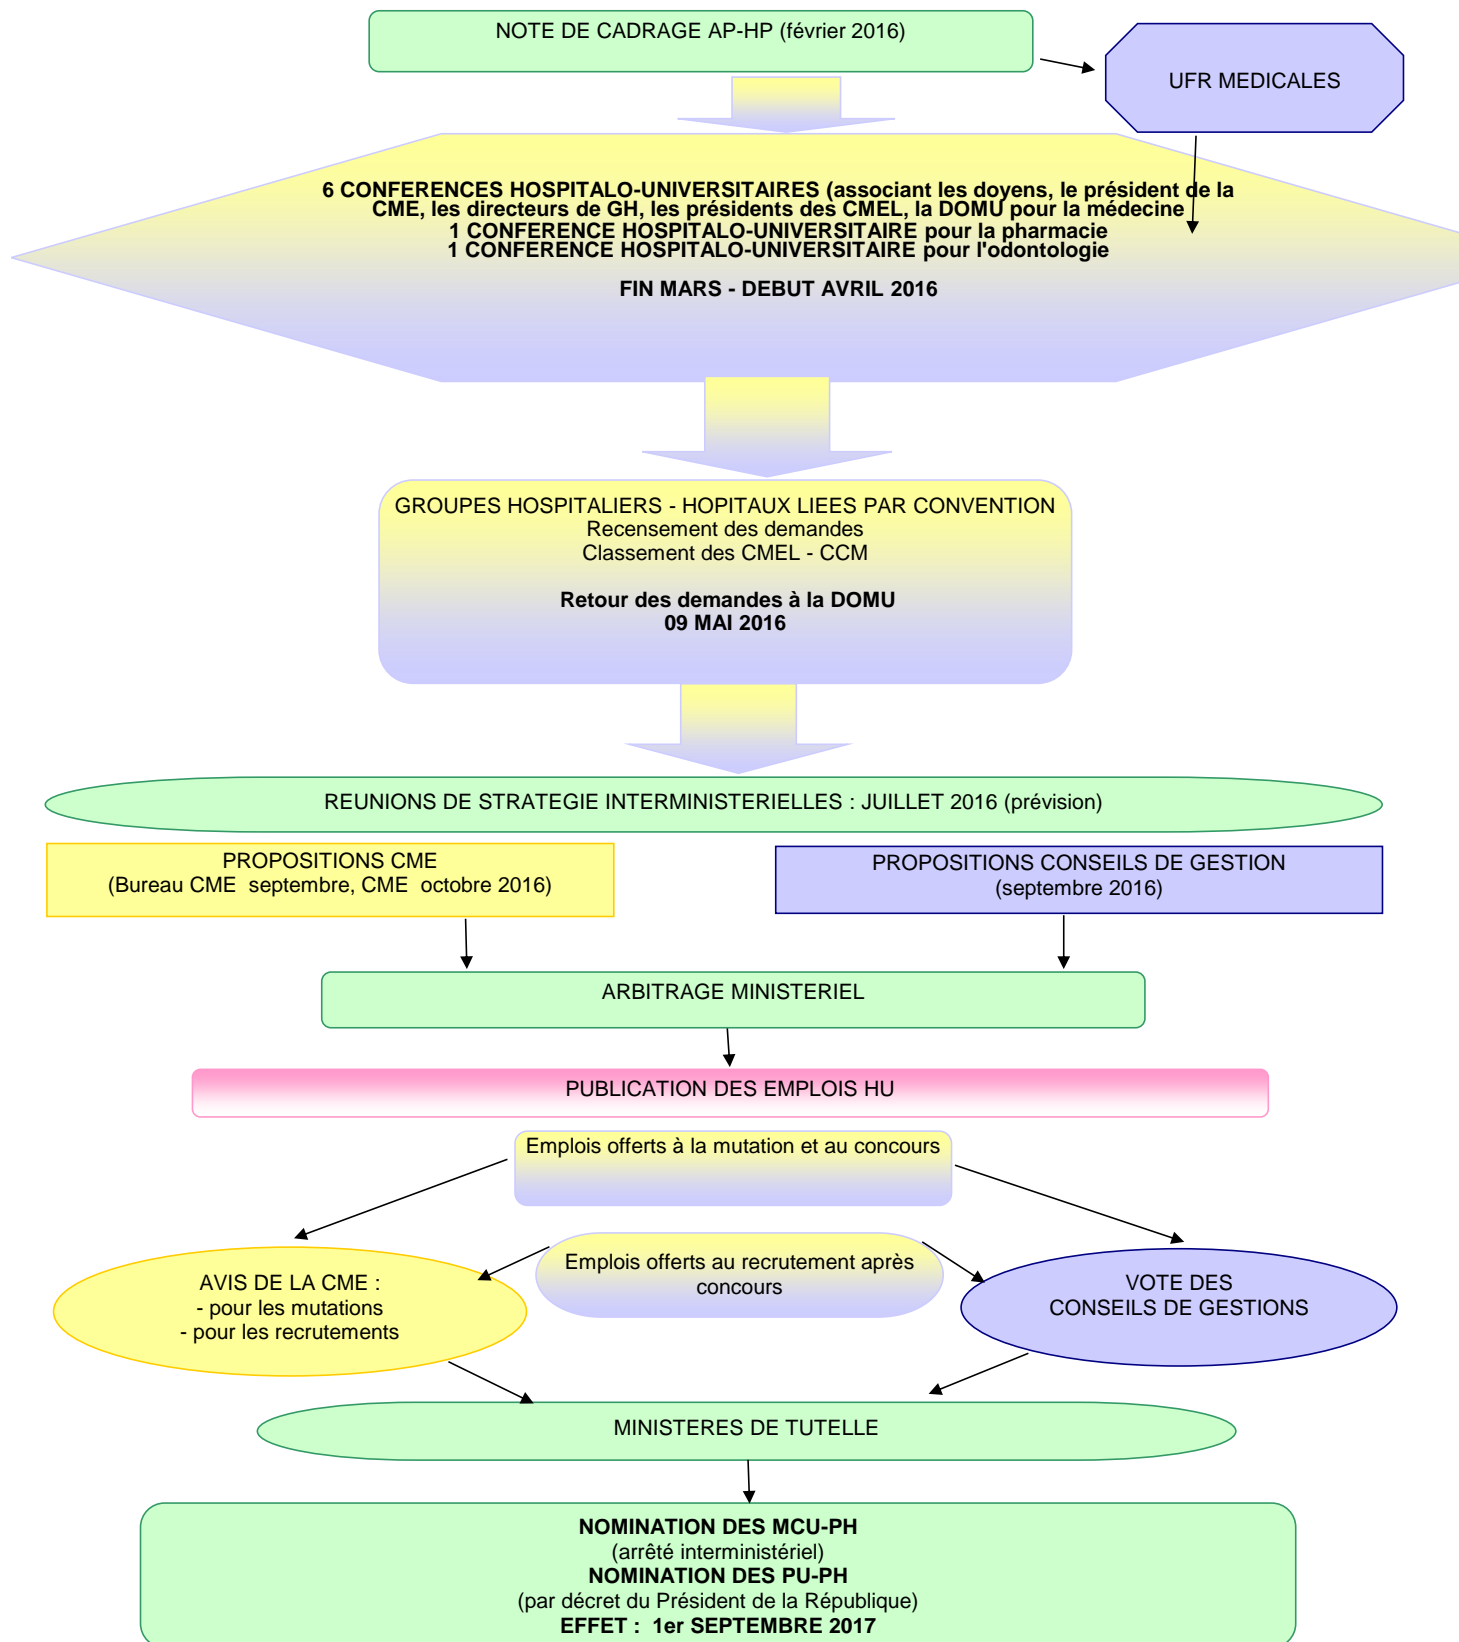 NOTE DE CADRAGE AP-HP (février 2016)
UFR MEDICALES
6 CONFERENCES HOSPITALO-UNIVERSITAIRES (associant les doyens, le président de la
CME, les directeurs de GH, les présidents des CMEL, la DOMU pour la médecine
1 CONFERENCE HOSPITALO-UNIVERSITAIRE pour la pharmacie
1 CONFERENCE HOSPITALO-UNIVERSITAIRE pour l'odontologie
FIN MARS - DEBUT AVRIL 2016
GROUPES HOSPITALIERS - HOPITAUX LIEES PAR CONVENTION
Recensement des demandes
Classement des CMEL - CCM
Retour des demandes à la DOMU
09 MAI 2016
REUNIONS DE STRATEGIE INTERMINISTERIELLES : JUILLET 2016 (prévision)
PROPOSITIONS CME
(Bureau CME  septembre, CME  octobre 2016)
PROPOSITIONS CONSEILS DE GESTION
(septembre 2016)
ARBITRAGE MINISTERIEL
PUBLICATION DES EMPLOIS HU
Emplois offerts à la mutation et au concours
Emplois offerts au recrutement après
concours
AVIS DE LA CME :
- pour les mutations
- pour les recrutements
VOTE DES
CONSEILS DE GESTIONS
MINISTERES DE TUTELLE
NOMINATION DES MCU-PH
(arrêté interministériel)
NOMINATION DES PU-PH
(par décret du Président de la République)
EFFET :  1er SEPTEMBRE 2017